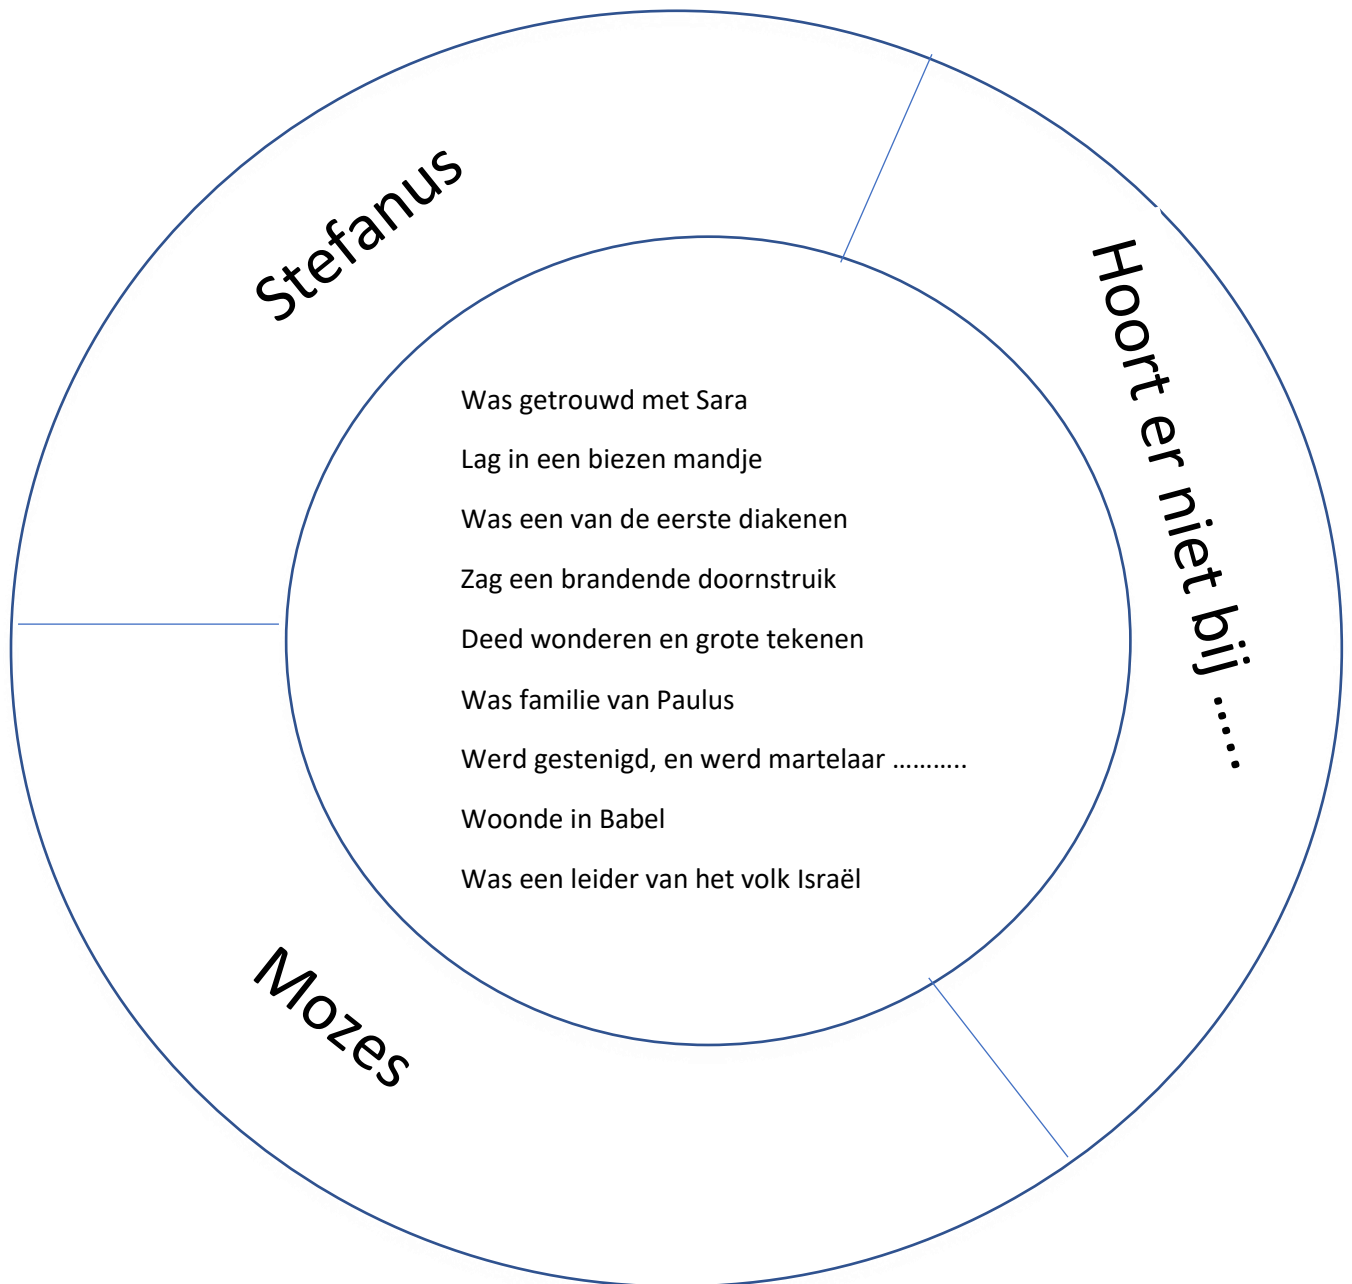 Stefanus
Hoort er niet bij .....
Was getrouwd met Sara
Lag in een biezen mandje
Was een van de eerste diakenen
Zag een brandende doornstruik
Deed wonderen en grote tekenen
Was familie van Paulus
Werd gestenigd, en werd martelaar ………..
Woonde in Babel
Was een leider van het volk Israël
Mozes